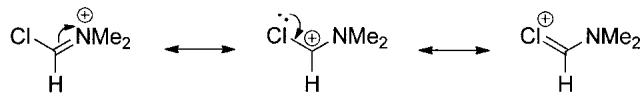 ⊕ ⊕ ⊕
Cl NMe₂ Cl NMe₂ Cl NMe₂
H H H